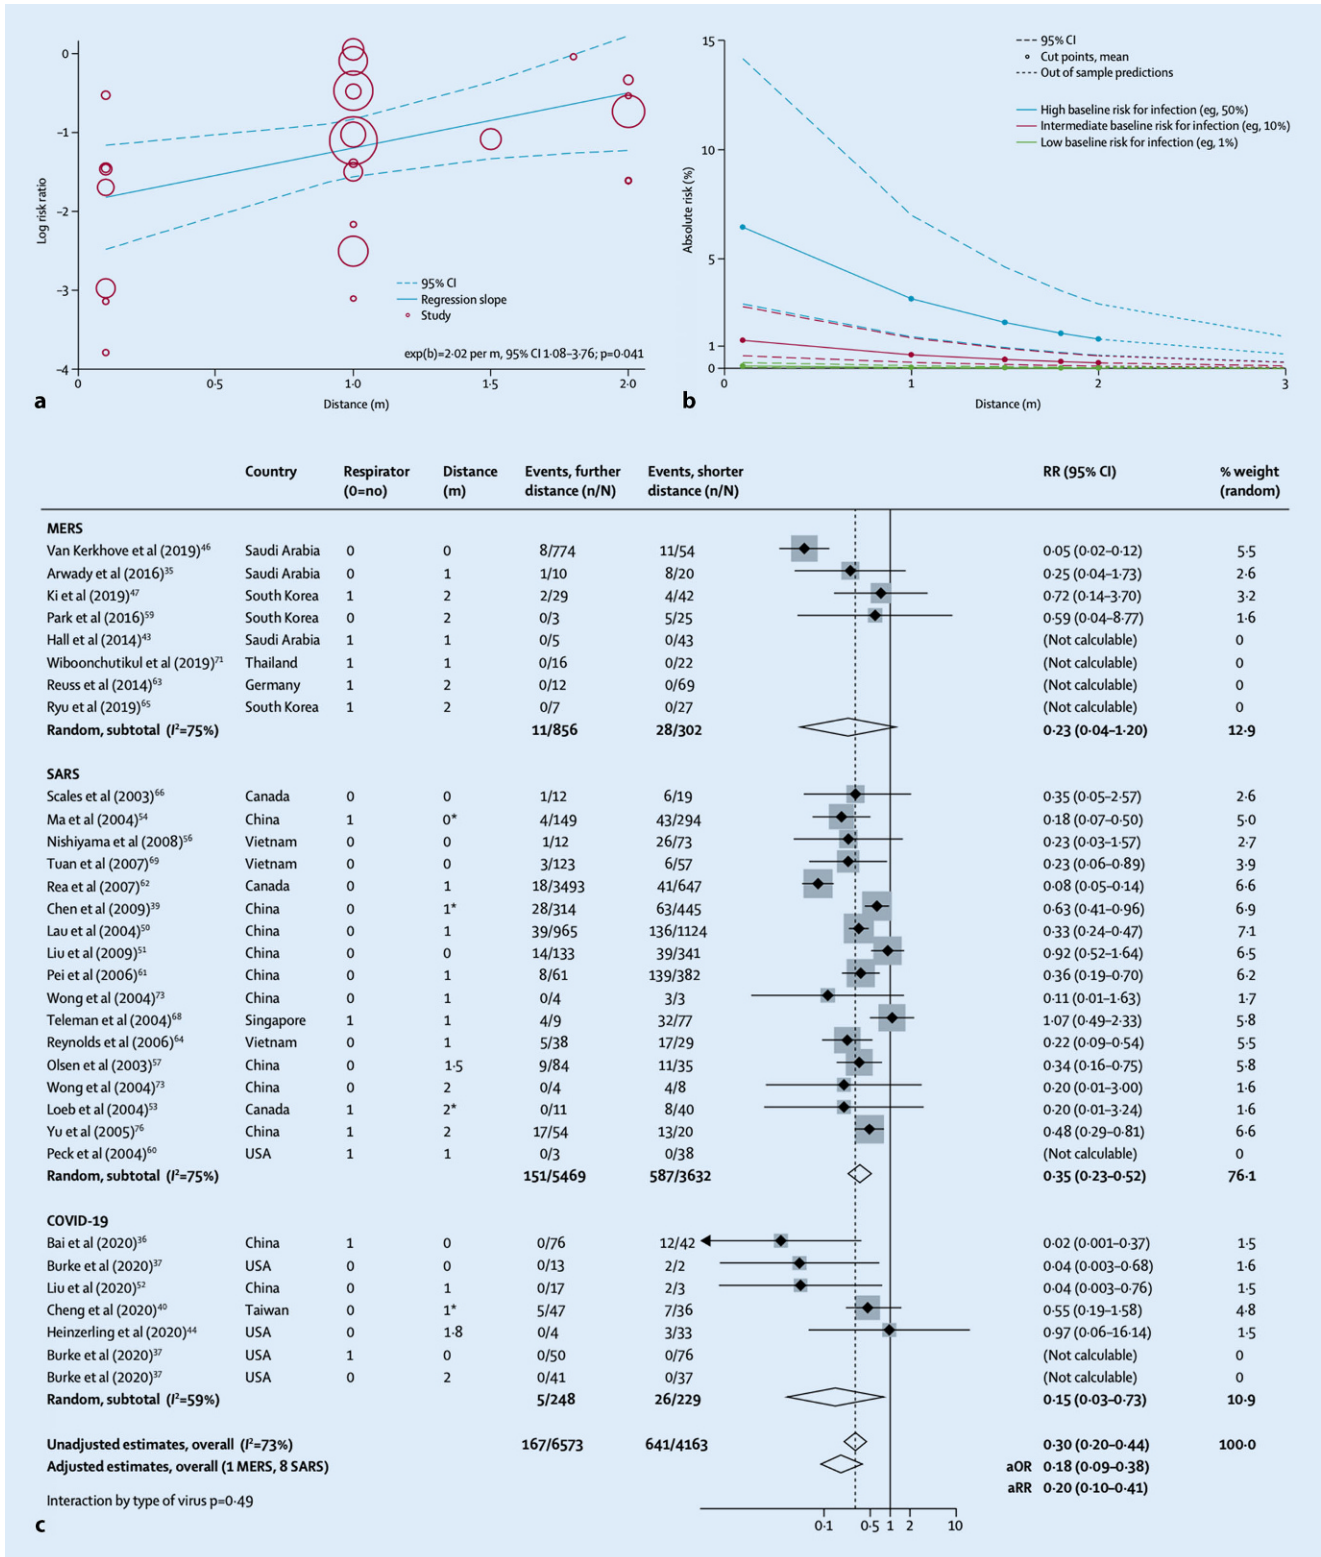 0
−1
−2
−3
−4
Log risk ratio
0
0·5
1·0
1·5
2·0
Distance (m)
95% CI
Regression slope
Study
exp(b)=2·02 per m, 95% CI 1·08–3·76; p=0·041
a
15
10
5
1
0
Absolute risk (%)
0
1
2
3
Distance (m)
95% CI
Cut points, mean
Out of sample predictions
High baseline risk for infection (eg, 50%)
Intermediate baseline risk for infection (eg, 10%)
Low baseline risk for infection (eg, 1%)
b
Country Respirator (0=no) Distance (m) Events, further distance (n/N) Events, shorter distance (n/N) RR (95% CI) % weight (random)
MERS
Van Kerkhove et al (2019)46 Saudi Arabia 0 0 8/774 11/54 0·05 (0·02–0·12) 5·5
Arwady et al (2016)35 Saudi Arabia 0 1 1/10 8/20 0·25 (0·04–1·73) 2·6
Ki et al (2019)47 South Korea 1 2 2/29 4/42 0·72 (0·14–3·70) 3·2
Park et al (2016)59 South Korea 0 2 0/3 5/25 0·59 (0·04–8·77) 1·6
Hall et al (2014)43 Saudi Arabia 1 1 0/5 0/43 (Not calculable) 0
Wiboonchutikul et al (2019)71 Thailand 1 1 0/16 0/22 (Not calculable) 0
Reuss et al (2014)63 Germany 1 2 0/12 0/69 (Not calculable) 0
Ryu et al (2019)65 South Korea 1 2 0/7 0/27 (Not calculable) 0
Random, subtotal (I²=75%) 11/856 28/302 0·23 (0·04–1·20) 12·9
SARS
Scales et al (2003)66 Canada 0 0 1/12 6/19 0·35 (0·05–2·57) 2·6
Ma et al (2004)54 China 1 0* 4/149 43/294 0·18 (0·07–0·50) 5·0
Nishiyama et al (2008)56 Vietnam 0 0 1/12 26/73 0·23 (0·03–1·57) 2·7
Tuan et al (2007)69 Vietnam 0 0 3/123 6/57 0·23 (0·06–0·89) 3·9
Rea et al (2007)62 Canada 0 1 18/3493 41/647 0·08 (0·05–0·14) 6·6
Chen et al (2009)39 China 0 1* 28/314 63/445 0·63 (0·41–0·96) 6·9
Lau et al (2004)50 China 0 1 39/965 136/1124 0·33 (0·24–0·47) 7·1
Liu et al (2009)51 China 0 0 14/133 39/341 0·92 (0·52–1·64) 6·5
Pei et al (2006)61 China 0 1 8/61 139/382 0·36 (0·19–0·70) 6·2
Wong et al (2004)73 China 0 1 0/4 3/3 0·11 (0·01–1·63) 1·7
Teleman et al (2004)68 Singapore 1 1 4/9 32/77 1·07 (0·49–2·33) 5·8
Reynolds et al (2006)64 Vietnam 0 1 5/38 17/29 0·22 (0·09–0·54) 5·5
Olsen et al (2003)57 China 0 1·5 9/84 11/35 0·34 (0·16–0·75) 5·8
Wong et al (2004)73 China 0 2 0/4 4/8 0·20 (0·01–3·00) 1·6
Loeb et al (2004)53 Canada 1 2* 0/11 8/40 0·20 (0·01–3·24) 1·6
Yu et al (2005)76 China 1 2 17/54 13/20 0·48 (0·29–0·81) 6·6
Peck et al (2004)60 USA 1 1 0/3 0/38 (Not calculable) 0
Random, subtotal (I²=75%) 151/5469 587/3632 0·35 (0·23–0·52) 76·1
COVID-19
Bai et al (2020)36 China 1 0 0/76 12/42 0·02 (0·001–0·37) 1·5
Burke et al (2020)37 USA 0 0 0/13 2/2 0·04 (0·003–0·68) 1·6
Liu et al (2020)52 China 0 1 0/17 2/3 0·04 (0·003–0·76) 1·5
Cheng et al (2020)40 Taiwan 0 1* 5/47 7/36 0·55 (0·19–1·58) 4·8
Heinzerling et al (2020)44 USA 0 1·8 0/4 3/33 0·97 (0·06–16·14) 1·5
Burke et al (2020)37 USA 1 0 0/50 0/76 (Not calculable) 0
Burke et al (2020)37 USA 0 2 0/41 0/37 (Not calculable) 0
Random, subtotal (I²=59%) 5/248 26/229 0·15 (0·03–0·73) 10·9
Unadjusted estimates, overall (I²=73%) 167/6573 641/4163 0·30 (0·20–0·44) 100·0
Adjusted estimates, overall (1 MERS, 8 SARS) aOR 0·18 (0·09–0·38)
aRR 0·20 (0·10–0·41)
Interaction by type of virus p=0·49
0·1 0·5 1 2 10
c